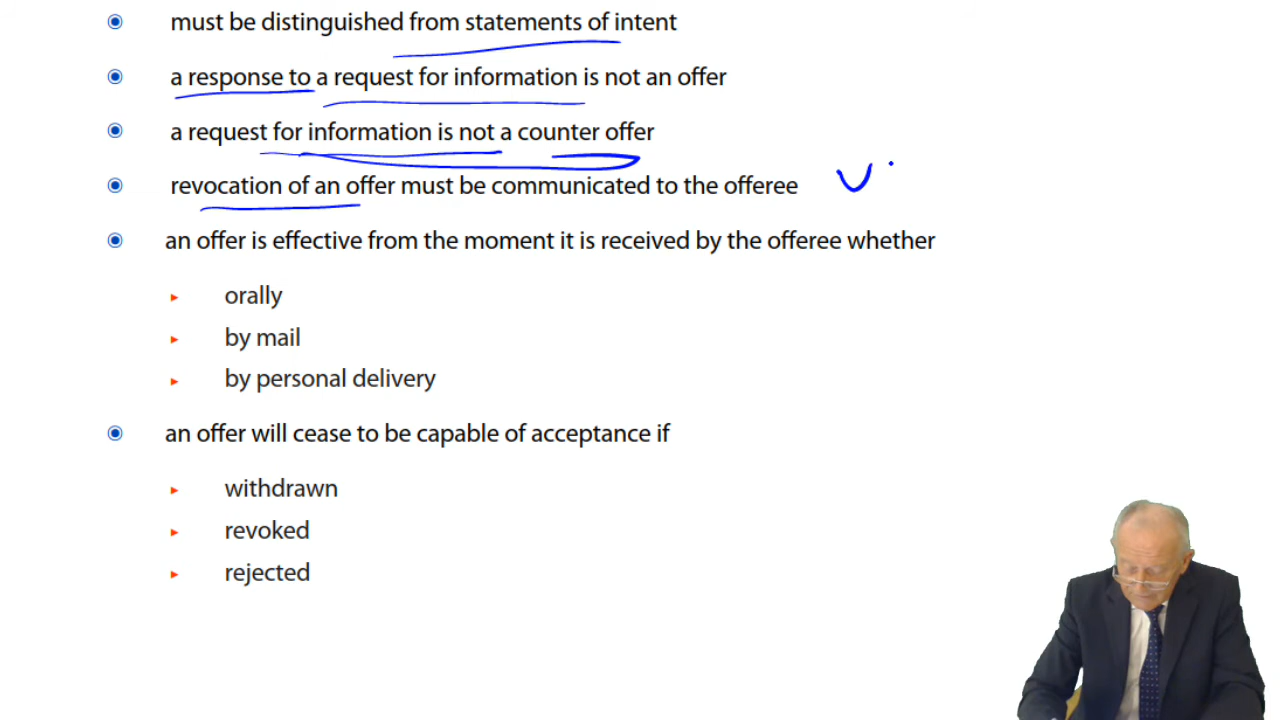 must be distinguished from statements of intent
a response to a request for information is not an offer
a request for information is not a counter offer
revocation of an offer must be communicated to the offeree
an offer is effective from the moment it is received by the offeree whether
orally
by mail
by personal delivery
an offer will cease to be capable of acceptance if
withdrawn
revoked
rejected